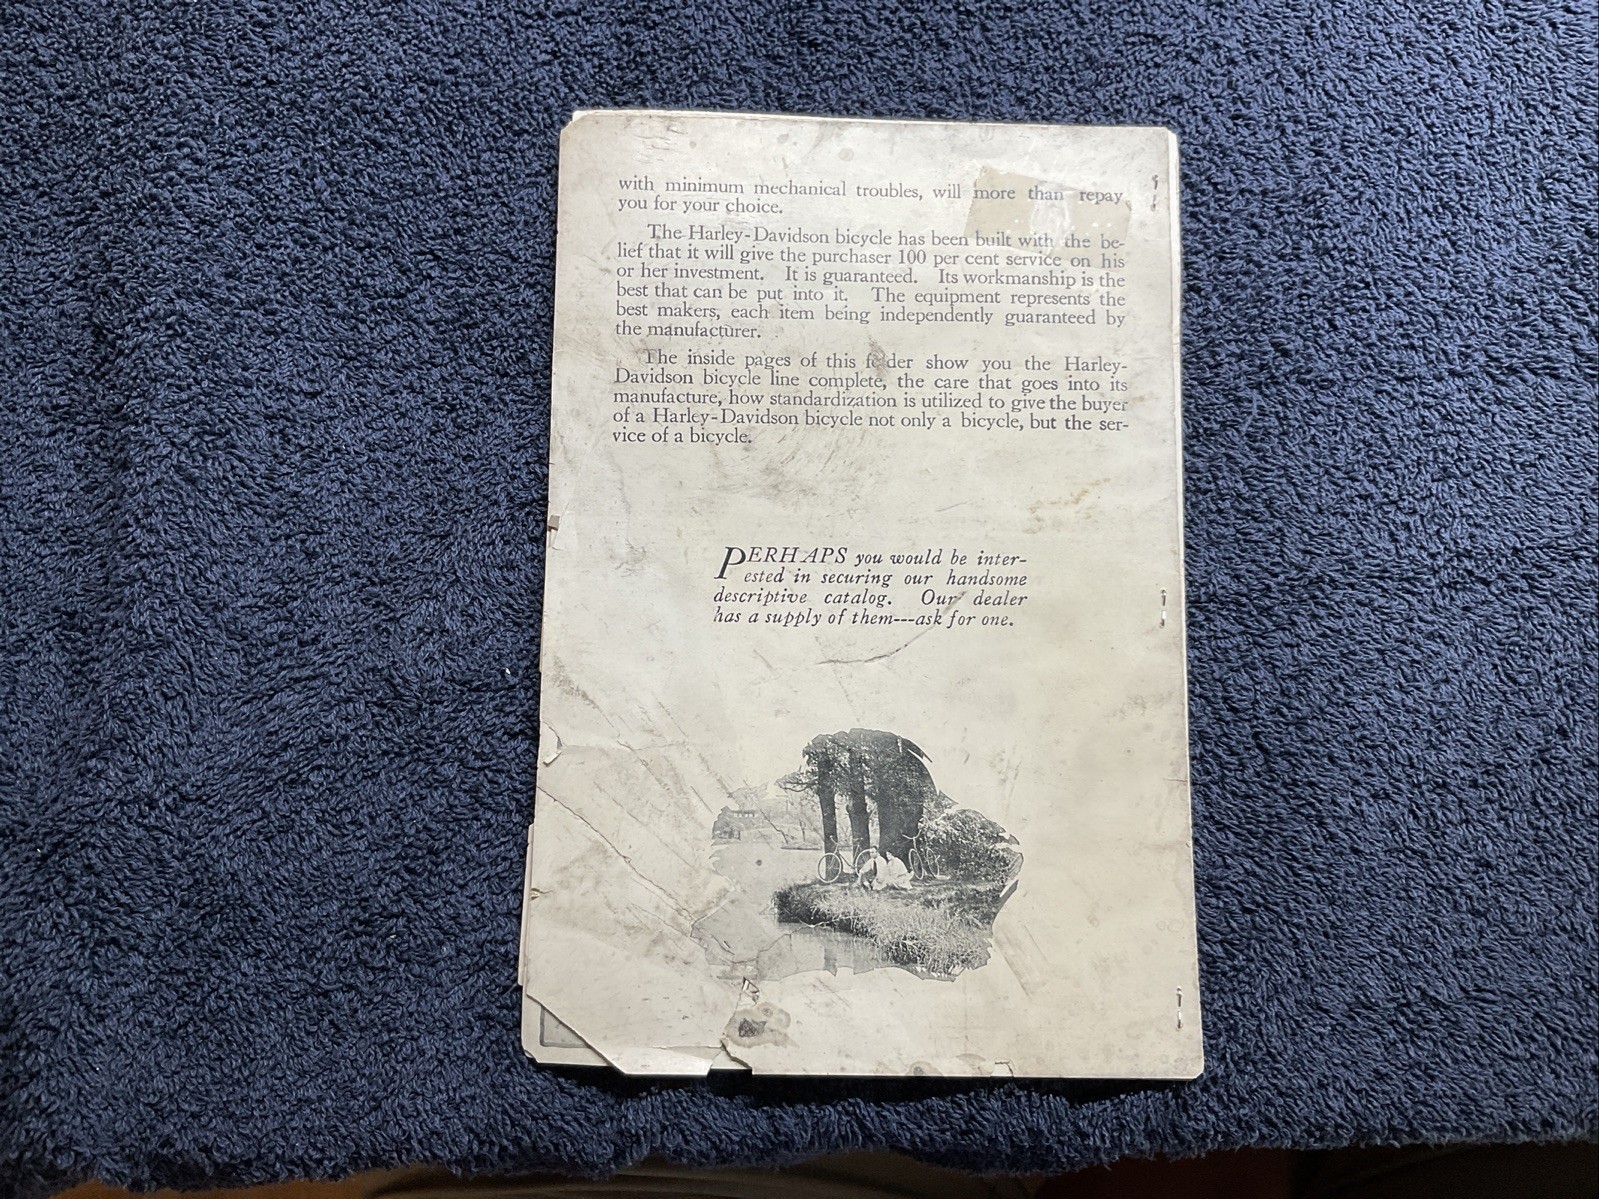 with minimum mechanical troubles, will more than repay
you for your choice.
The Harley-Davidson bicycle has been built with the be-
lief that it will give the purchaser 100 per cent service on his
or her investment. It is guaranteed. Its workmanship is the
best that can be put into it. The equipment represents the
best makers, each item being independently guaranteed by
the manufacturer.
The inside pages of this folder show you the Harley-
Davidson bicycle line complete, the care that goes into its
manufacture, how standardization is utilized to give the buyer
of a Harley-Davidson bicycle not only a bicycle, but the ser-
vice of a bicycle.
PERHAPS you would be inter-
ested in securing our handsome
descriptive catalog. Our dealer
has a supply of them---ask for one.